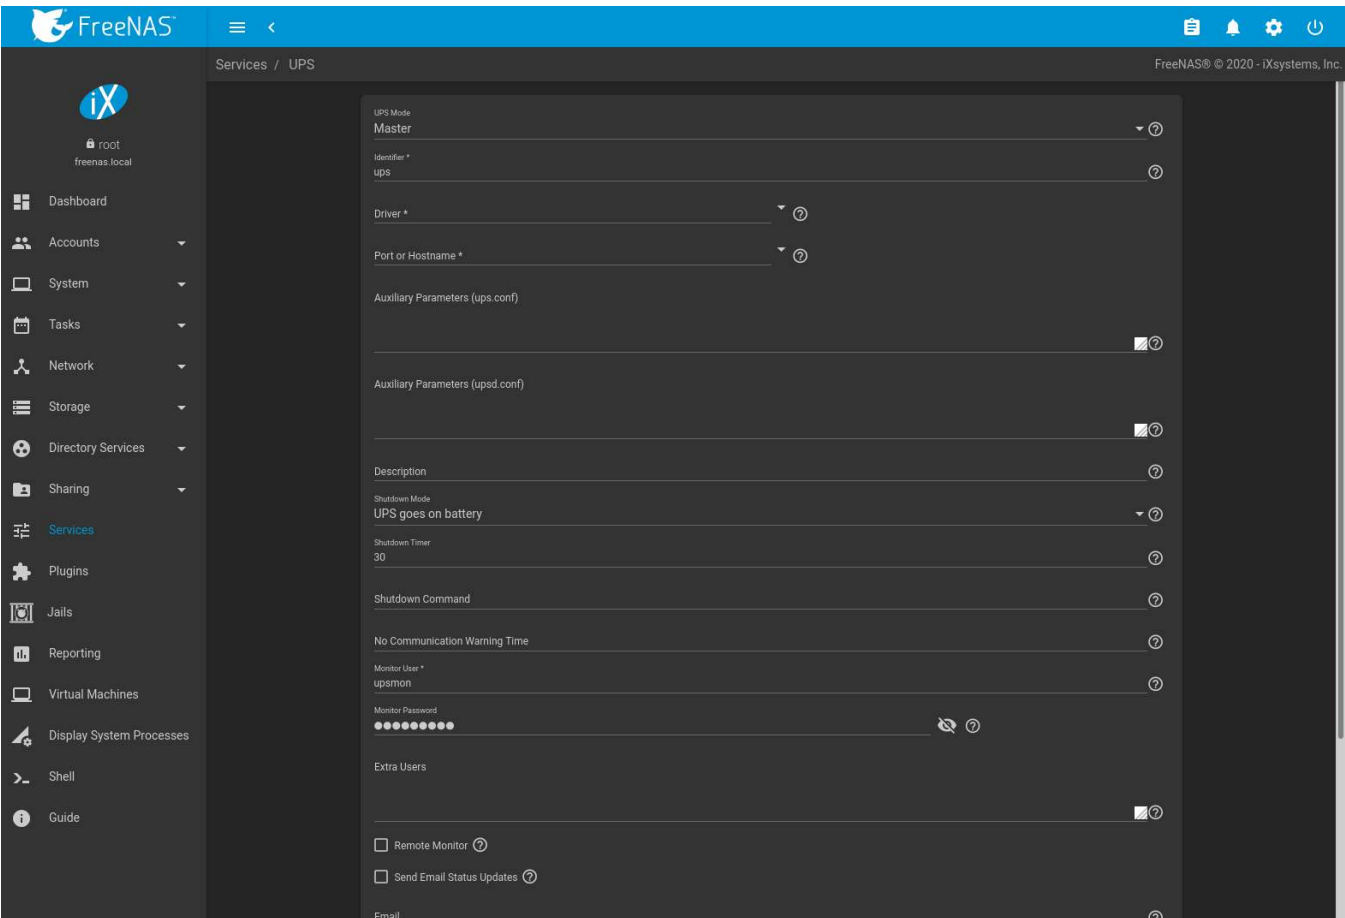 FreeNAS
Services / UPS
FreeNAS® © 2020 - iXsystems, Inc.
iX
root
freenas.local
Dashboard
Accounts
System
Tasks
Network
Storage
Directory Services
Sharing
Services
Plugins
Jails
Reporting
Virtual Machines
Display System Processes
Shell
Guide
UPS Mode
Master
Identifier *
ups
Driver *
Port or Hostname *
Auxiliary Parameters (ups.conf)
Auxiliary Parameters (upsd.conf)
Description
Shutdown Mode
UPS goes on battery
Shutdown Timer
30
Shutdown Command
No Communication Warning Time
Monitor User *
upsmon
Monitor Password
●●●●●●●●●
Extra Users
Remote Monitor
Send Email Status Updates
Email